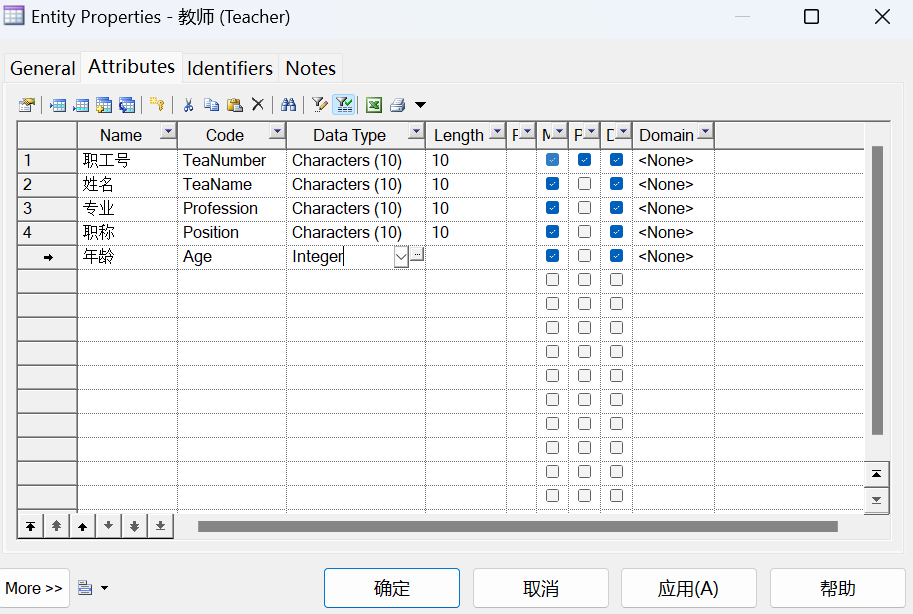 Entity Properties - 教师 (Teacher)
General Attributes Identifiers Notes
Name Code Data Type Length F M P D Domain
1 职工号 TeaNumber Characters (10) 10 <None>
2 姓名 TeaName Characters (10) 10 <None>
3 专业 Profession Characters (10) 10 <None>
4 职称 Position Characters (10) 10 <None>
年龄 Age Integer ... <None>
More >> 确定 取消 应用(A) 帮助